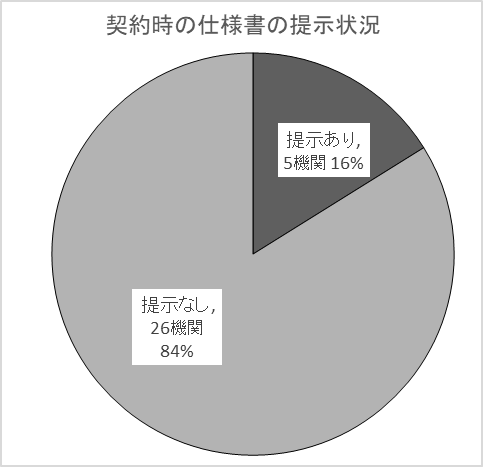 契約時の仕様書の提示状況
提示あり,
5機関 16%
提示なし,
26機関
84%